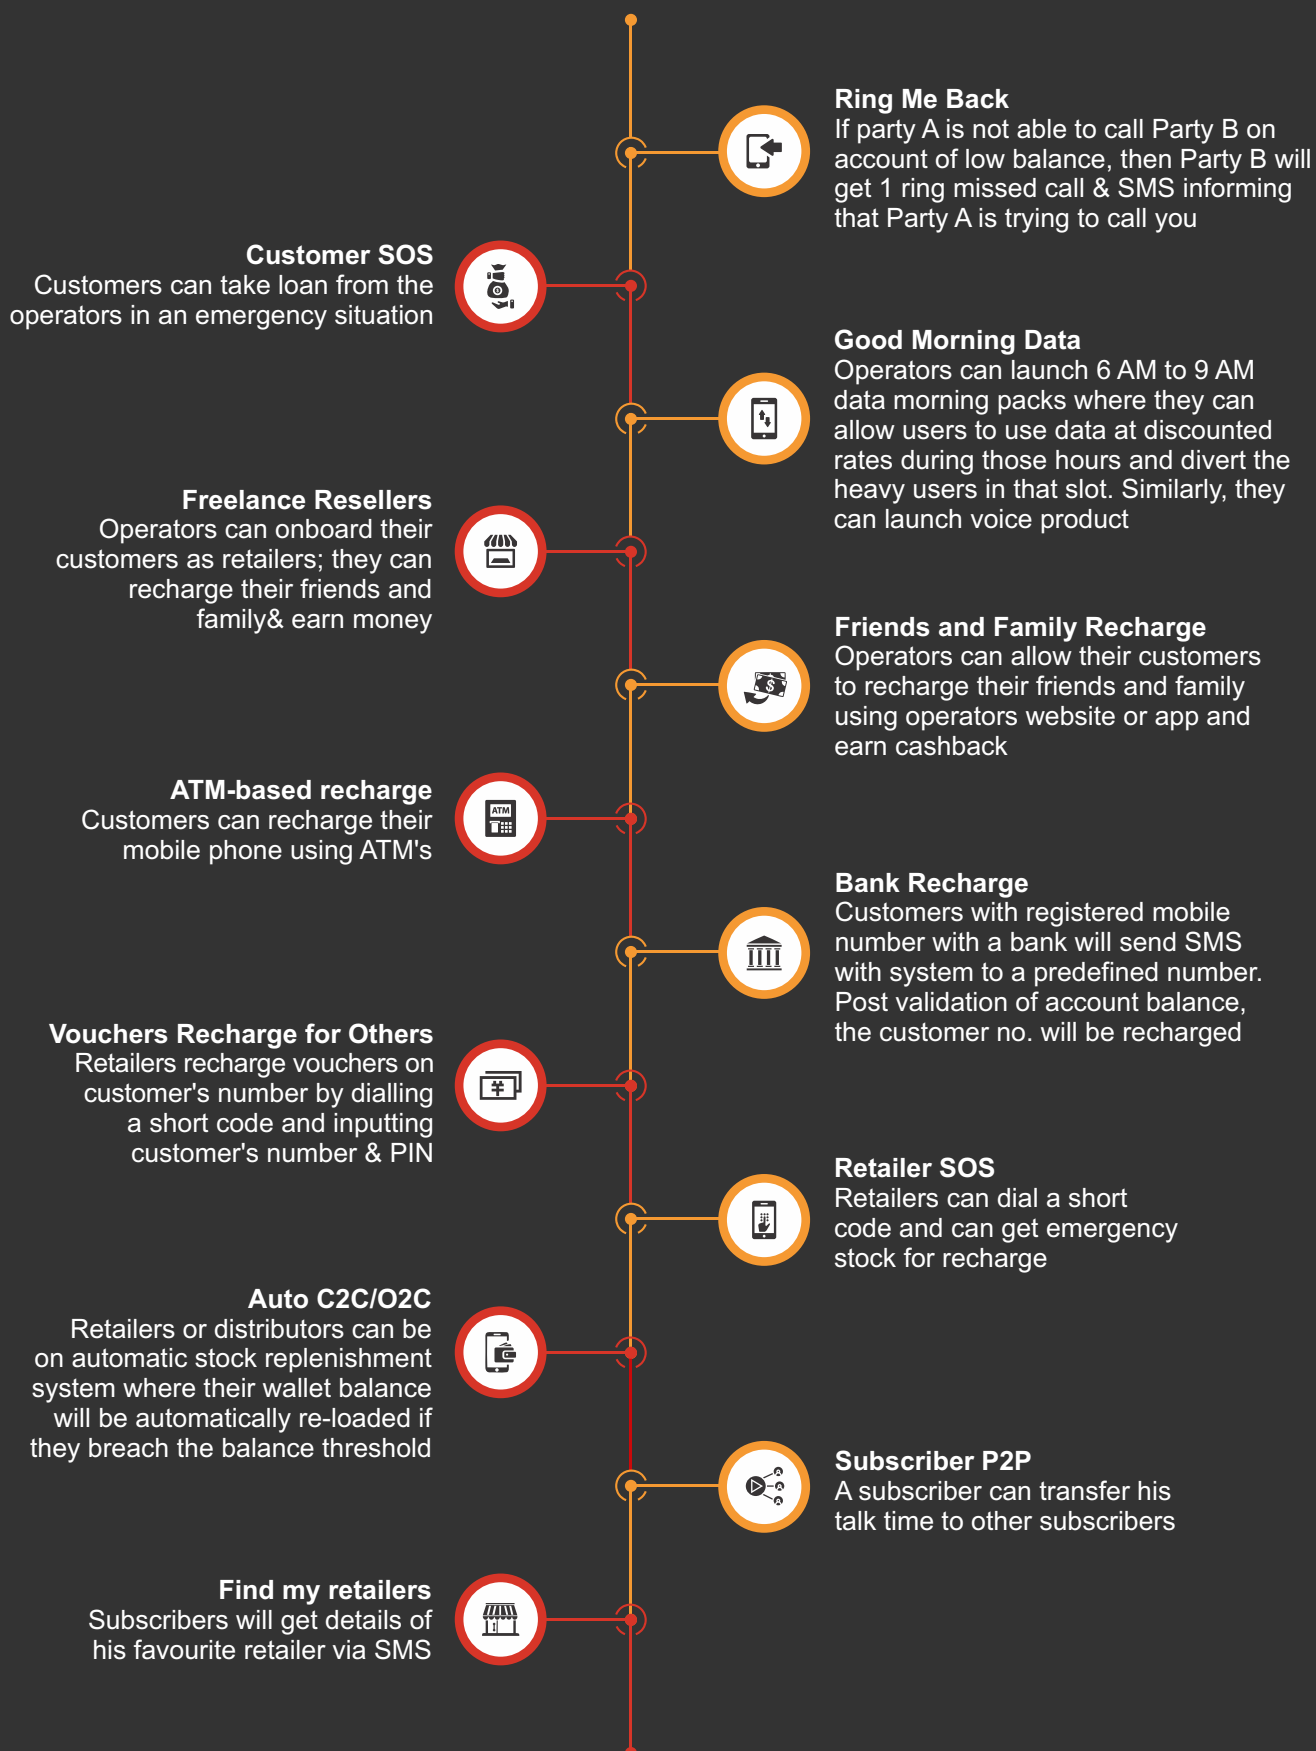 Ring Me Back
If party A is not able to call Party B on
account of low balance, then Party B will
get 1 ring missed call & SMS informing
that Party A is trying to call you
Customer SOS
Customers can take loan from the
operators in an emergency situation
Good Morning Data
Operators can launch 6 AM to 9 AM
data morning packs where they can
allow users to use data at discounted
rates during those hours and divert the
heavy users in that slot. Similarly, they
can launch voice product
Freelance Resellers
Operators can onboard their
customers as retailers; they can
recharge their friends and
family& earn money
Friends and Family Recharge
Operators can allow their customers
to recharge their friends and family
using operators website or app and
earn cashback
ATM-based recharge
Customers can recharge their
mobile phone using ATM's
ATM
Bank Recharge
Customers with registered mobile
number with a bank will send SMS
with system to a predefined number.
Post validation of account balance,
the customer no. will be recharged
Vouchers Recharge for Others
Retailers recharge vouchers on
customer's number by dialling
a short code and inputting
customer's number & PIN
Retailer SOS
Retailers can dial a short
code and can get emergency
stock for recharge
Auto C2C/O2C
Retailers or distributors can be
on automatic stock replenishment
system where their wallet balance
will be automatically re-loaded if
they breach the balance threshold
Subscriber P2P
A subscriber can transfer his
talk time to other subscribers
Find my retailers
Subscribers will get details of
his favourite retailer via SMS